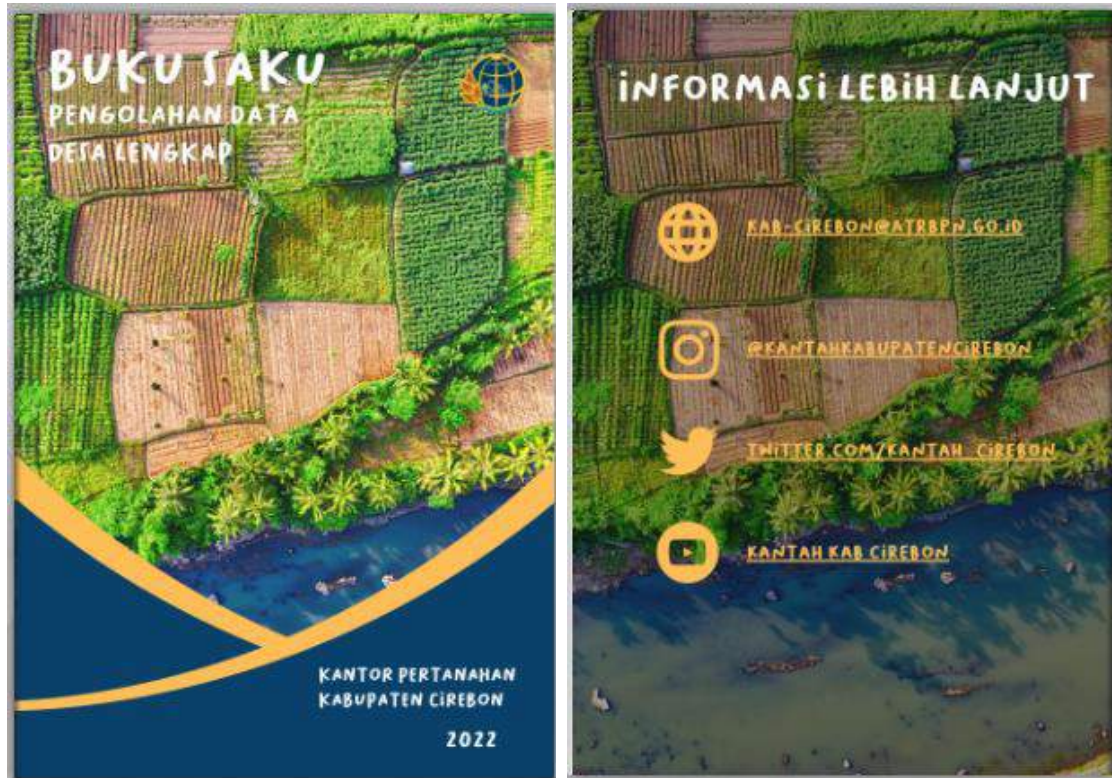 BUKU SAKU
PENGOLAHAN DATA
DESA LENGKAP
KANTOR PERTANAHAN
KABUPATEN CiREBON
2022
iNFORMASi LEBiH LANJUT
KAB-CiREBON@ATRBPN.GO.iD
@KANTAHKABUPATENCiREBON
TWiTTER.COM/KANTAH_CiREBON
KANTAH KAB CiREBON